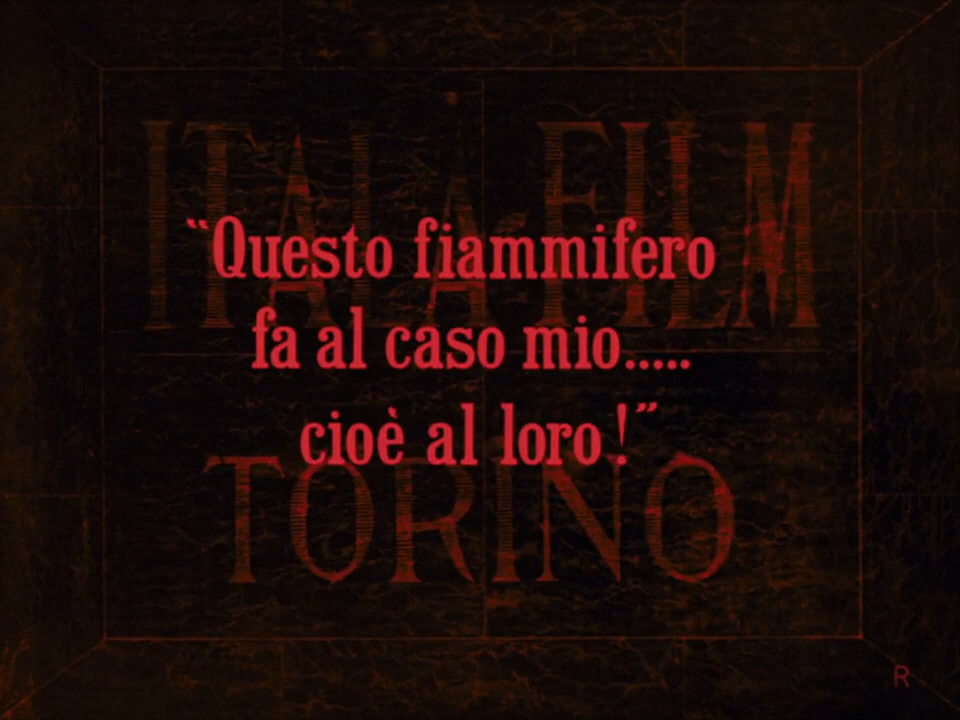 ITALA-FILM
"Questo fiammifero
fa al caso mio.....
cioè al loro!"
TORINO
R